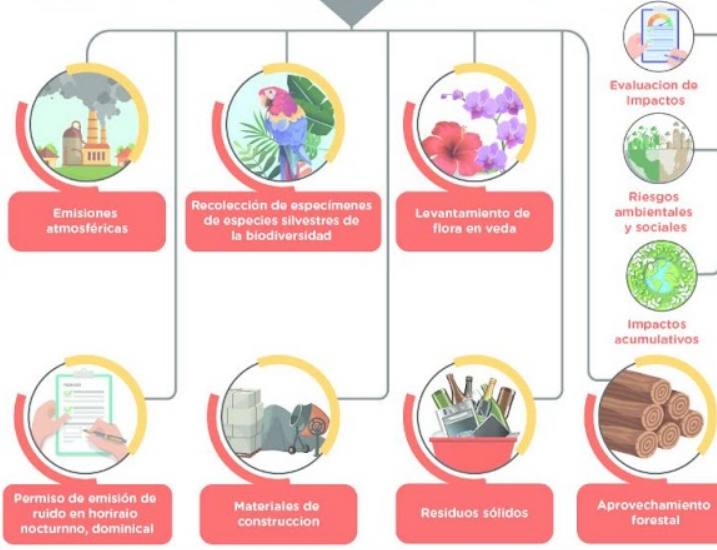 Evaluacion de
Impactos
Emisiones
atmosféricas
Recolección de especímenes
de especies silvestres de
la biodiversidad
Levantamiento de
flora en veda
Riesgos
ambientales
y sociales
Impactos
acumulativos
Permiso de emisión de
ruido en horiraio
nocturnno, dominical
Materiales de
construccion
Residuos sólidos
Aprovechamiento
forestal